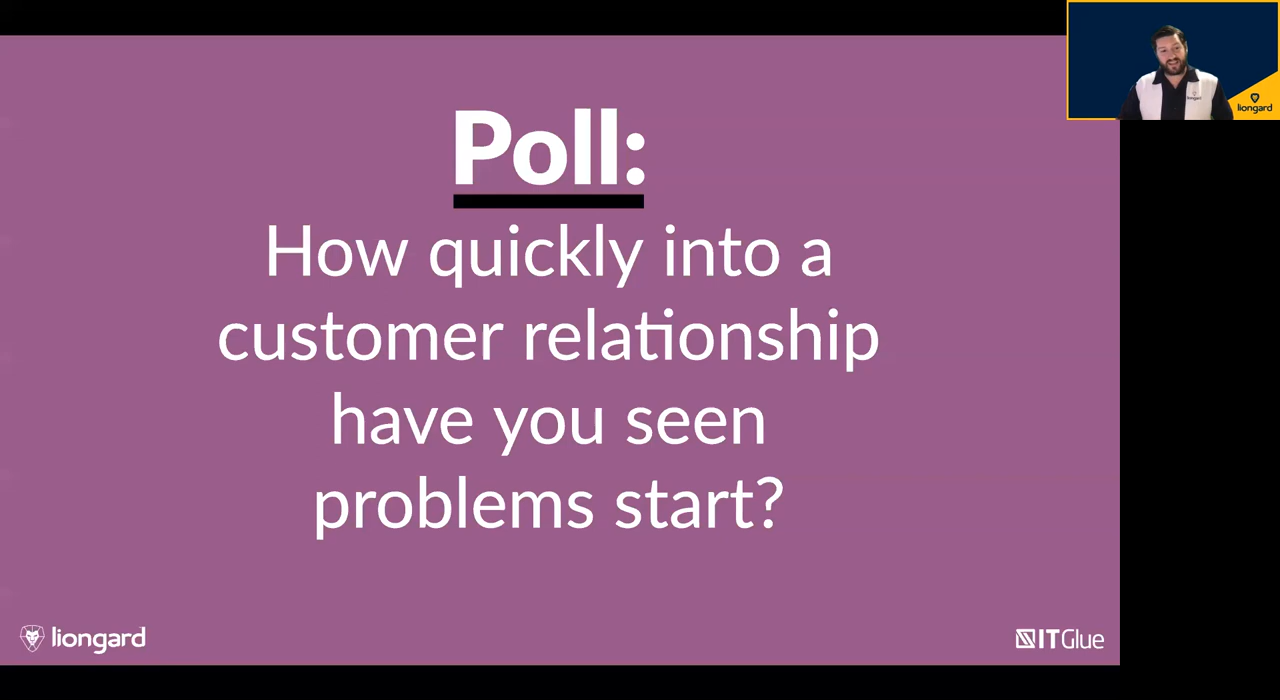 Poll:
How quickly into a
customer relationship
have you seen
problems start?
liongard
ITGlue
liongard